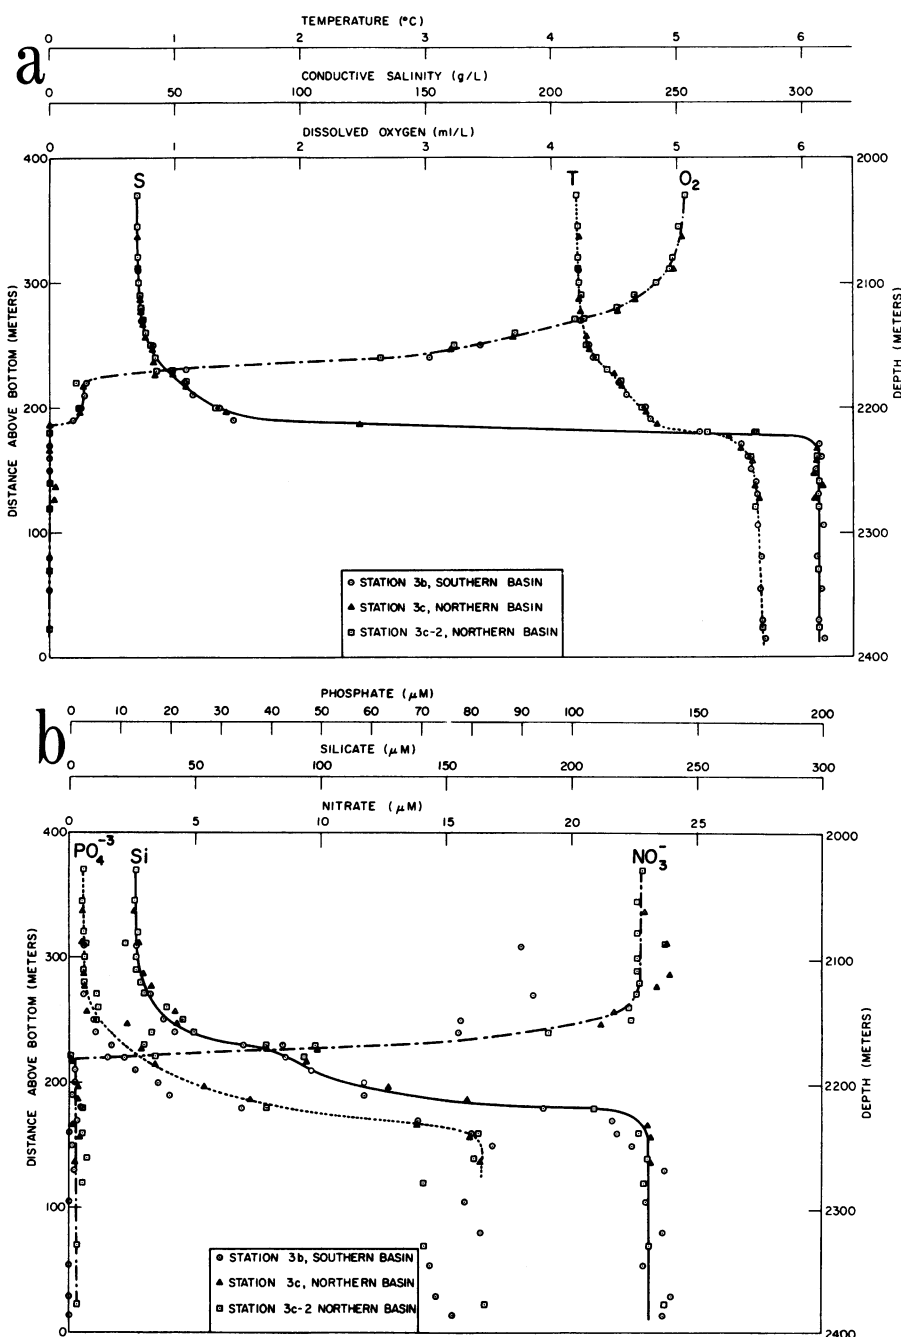 a
TEMPERATURE (°C)
0 1 2 3 4 5 6
CONDUCTIVE SALINITY (g/L)
0 50 100 150 200 250 300
DISSOLVED OXYGEN (ml/L)
0 1 2 3 4 5 6
400 2000
S T O2
300 2100
DISTANCE ABOVE BOTTOM (METERS)
DEPTH (METERS)
200 2200
100 2300
STATION 3b, SOUTHERN BASIN
STATION 3c, NORTHERN BASIN
STATION 3c-2, NORTHERN BASIN
0 2400
b
PHOSPHATE (μM)
0 10 20 30 40 50 60 70 80 90 100 150 200
SILICATE (μM)
0 50 100 150 200 250 300
NITRATE (μM)
0 5 10 15 20 25
400 2000
PO4-3 Si NO3-
300 2100
DISTANCE ABOVE BOTTOM (METERS)
DEPTH (METERS)
200 2200
100 2300
STATION 3b, SOUTHERN BASIN
STATION 3c, NORTHERN BASIN
STATION 3c-2 NORTHERN BASIN
0 2400